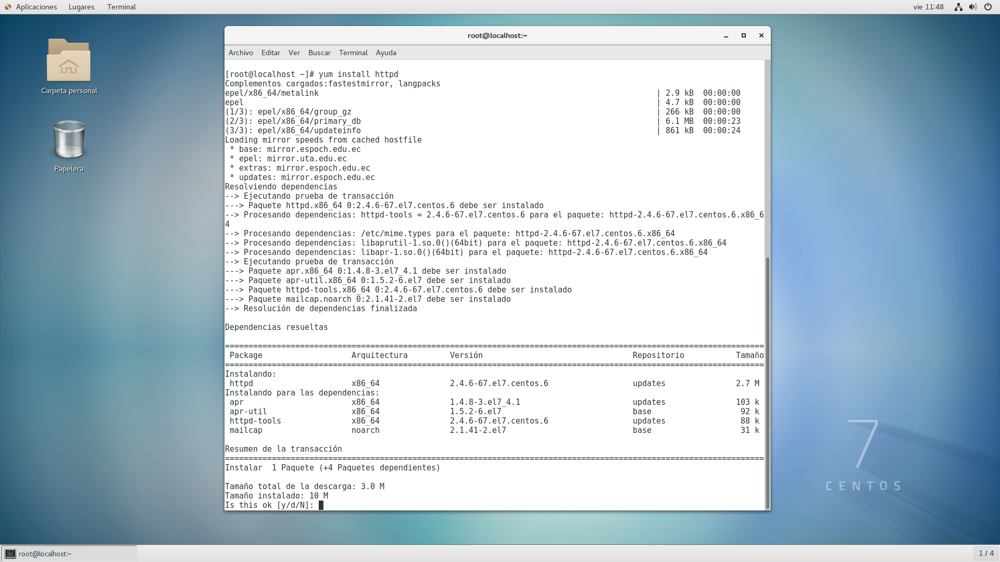 Aplicaciones Lugares Terminal vie 11:48
root@localhost:~
Archivo Editar Ver Buscar Terminal Ayuda
Carpeta personal
Papelera
[root@localhost ~]# yum install httpd
Complementos cargados:fastestmirror, langpacks
epel/x86_64/metalink | 2.9 kB 00:00:00
epel | 4.7 kB 00:00:00
(1/3): epel/x86_64/group_gz | 266 kB 00:00:00
(2/3): epel/x86_64/primary_db | 6.1 MB 00:00:23
(3/3): epel/x86_64/updateinfo | 861 kB 00:00:24
Loading mirror speeds from cached hostfile
* base: mirror.espoch.edu.ec
* epel: mirror.uta.edu.ec
* extras: mirror.espoch.edu.ec
* updates: mirror.espoch.edu.ec
Resolviendo dependencias
--> Ejecutando prueba de transacción
---> Paquete httpd.x86_64 0:2.4.6-67.el7.centos.6 debe ser instalado
--> Procesando dependencias: httpd-tools = 2.4.6-67.el7.centos.6 para el paquete: httpd-2.4.6-67.el7.centos.6.x86_6
4
--> Procesando dependencias: /etc/mime.types para el paquete: httpd-2.4.6-67.el7.centos.6.x86_64
--> Procesando dependencias: libaprutil-1.so.0()(64bit) para el paquete: httpd-2.4.6-67.el7.centos.6.x86_64
--> Procesando dependencias: libapr-1.so.0()(64bit) para el paquete: httpd-2.4.6-67.el7.centos.6.x86_64
--> Ejecutando prueba de transacción
---> Paquete apr.x86_64 0:1.4.8-3.el7_4.1 debe ser instalado
---> Paquete apr-util.x86_64 0:1.5.2-6.el7 debe ser instalado
---> Paquete httpd-tools.x86_64 0:2.4.6-67.el7.centos.6 debe ser instalado
---> Paquete mailcap.noarch 0:2.1.41-2.el7 debe ser instalado
--> Resolución de dependencias finalizada
Dependencias resueltas
===================================================================================================================
Package Arquitectura Versión Repositorio Tamaño
===================================================================================================================
Instalando:
httpd x86_64 2.4.6-67.el7.centos.6 updates 2.7 M
Instalando para las dependencias:
apr x86_64 1.4.8-3.el7_4.1 updates 103 k
apr-util x86_64 1.5.2-6.el7 base 92 k
httpd-tools x86_64 2.4.6-67.el7.centos.6 updates 88 k
mailcap noarch 2.1.41-2.el7 base 31 k
Resumen de la transacción
===================================================================================================================
Instalar 1 Paquete (+4 Paquetes dependientes)
Tamaño total de la descarga: 3.0 M
Tamaño instalado: 10 M
Is this ok [y/d/N]:
7
CENTOS
root@localhost:~
1 / 4